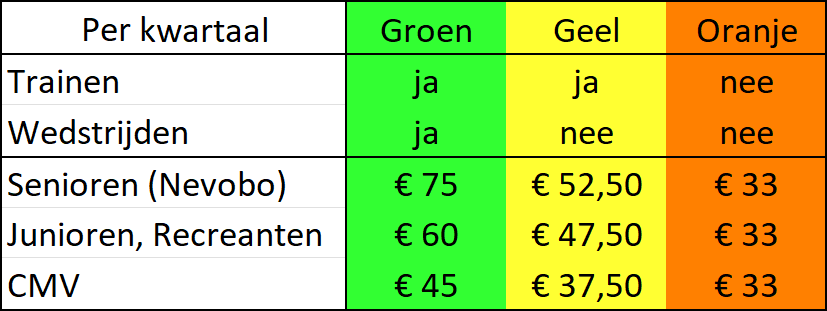 Per kwartaal Groen Geel Oranje
Trainen ja ja nee
Wedstrijden ja nee nee
Senioren (Nevobo) € 75 € 52,50 € 33
Junioren, Recreanten € 60 € 47,50 € 33
CMV € 45 € 37,50 € 33